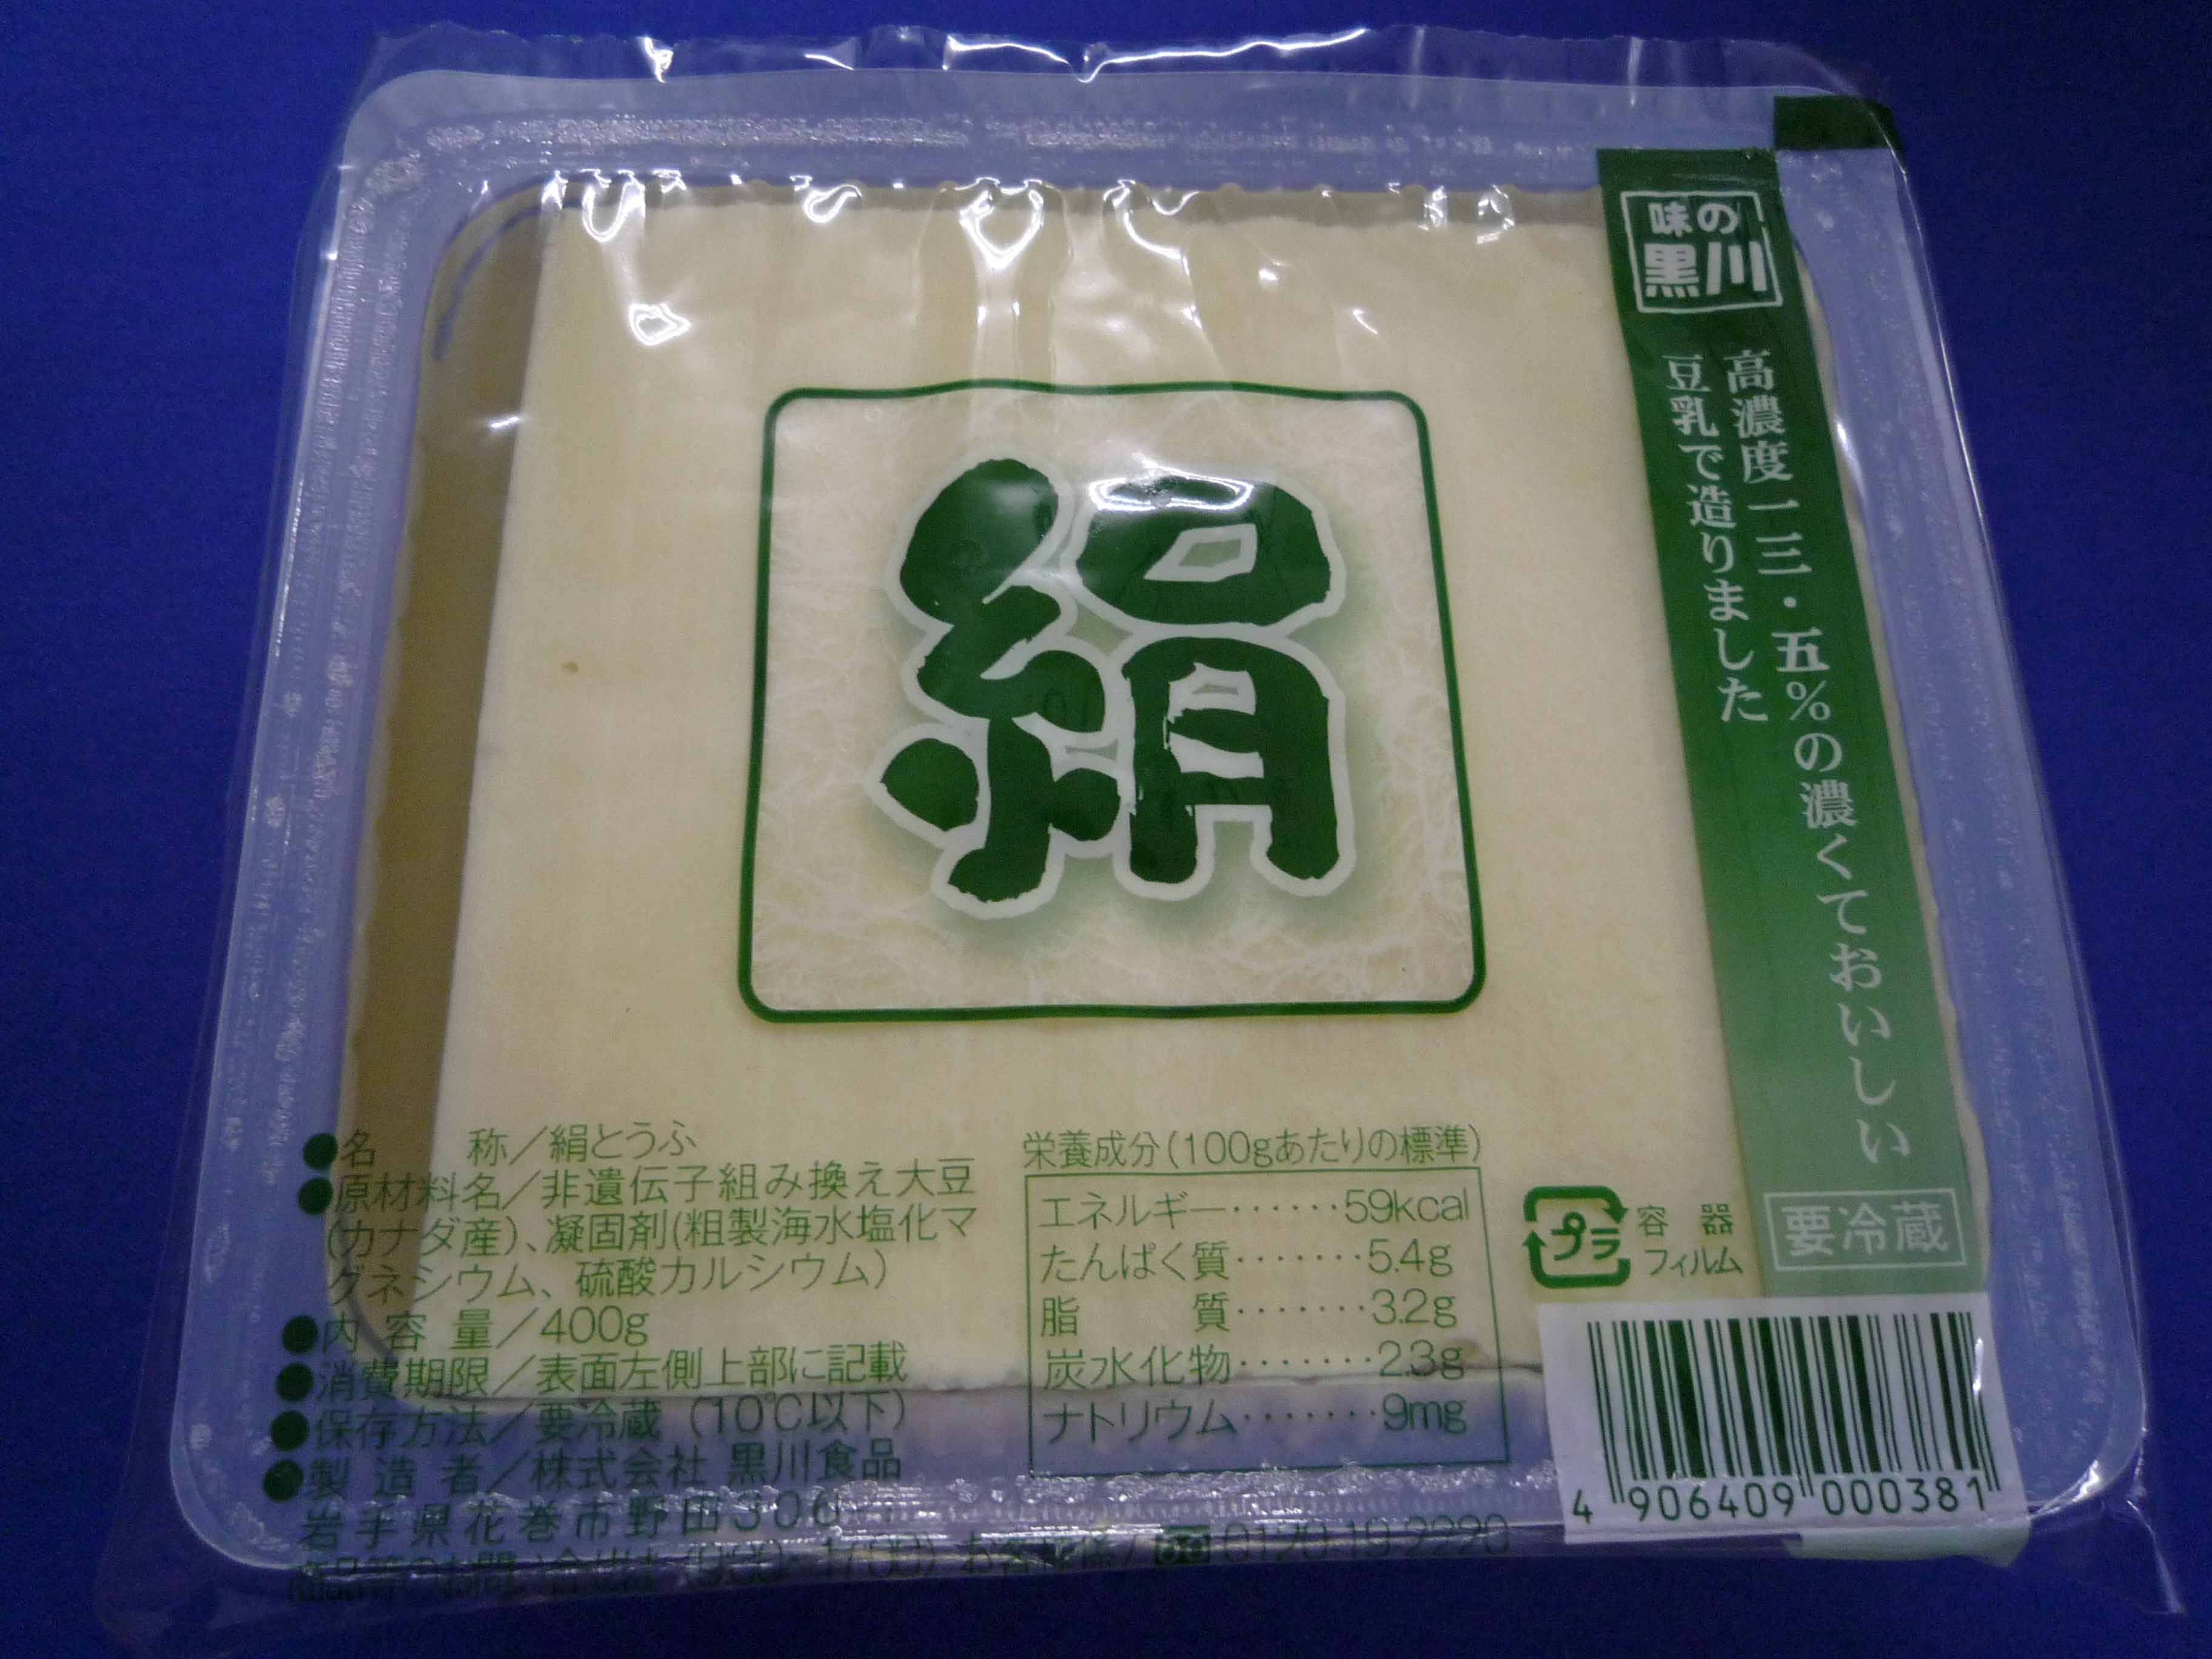 味の
黒川
高濃度一三・五%の濃くておいしい
豆乳で造りました
要冷蔵
絹
●名 称/絹とうふ
●原材料名/非遺伝子組み換え大豆
(カナダ産)、凝固剤(粗製海水塩化マ
グネシウム、硫酸カルシウム)
●内 容 量/400g
●消費期限/表面左側上部に記載
●保存方法/要冷蔵(10℃以下)
●製 造 者/株式会社 黒川食品
岩手県花巻市野田306
栄養成分(100gあたりの標準)
エネルギー……59kcal
たんぱく質……5.4g
脂 質……3.2g
炭水化物……2.3g
ナトリウム……9mg
プラ
容 器
フィルム
4 906409 000381